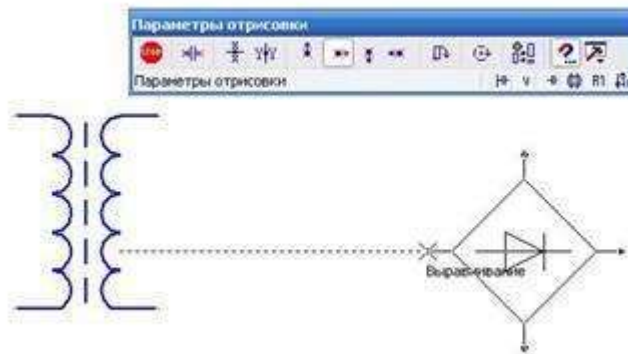 Параметры отрисовки
STOP
Параметры отрисовки V R1
Выравнивание